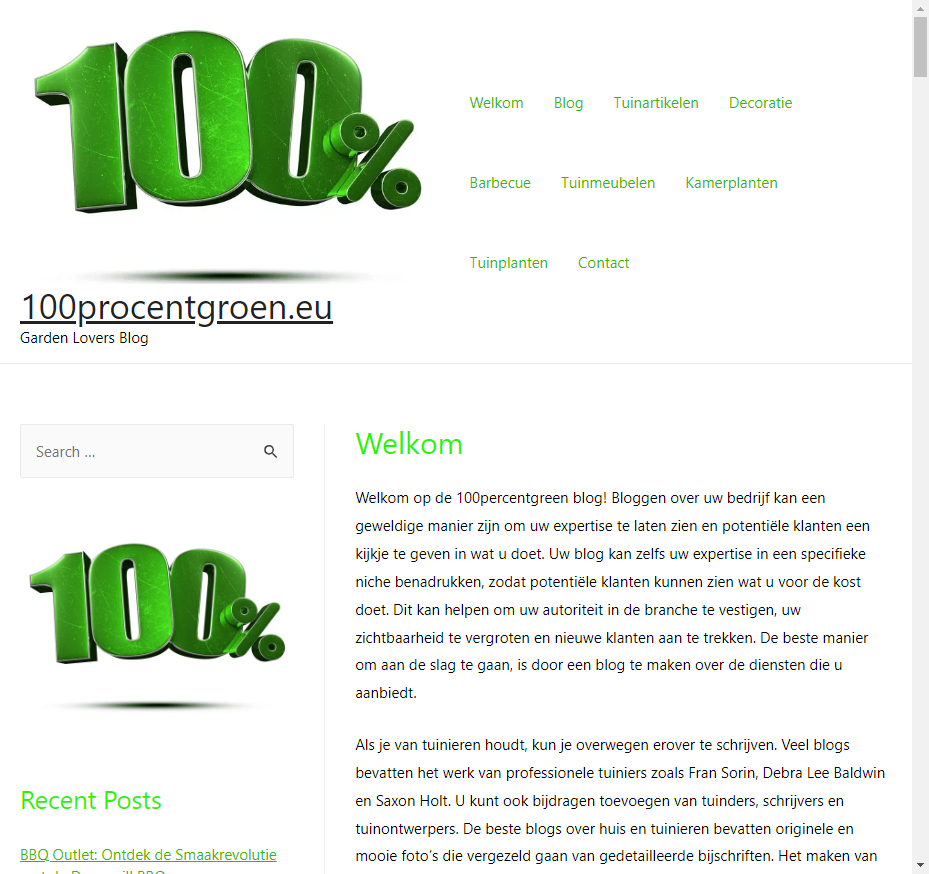 100%
Welkom Blog Tuinartikelen Decoratie
Barbecue Tuinmeubelen Kamerplanten
Tuinplanten Contact
100procentgroen.eu
Garden Lovers Blog
Search ...
100%
Recent Posts
BBQ Outlet: Ontdek de Smaakrevolutie
Welkom
Welkom op de 100percentgreen blog! Bloggen over uw bedrijf kan een
geweldige manier zijn om uw expertise te laten zien en potentiële klanten een
kijkje te geven in wat u doet. Uw blog kan zelfs uw expertise in een specifieke
niche benadrukken, zodat potentiële klanten kunnen zien wat u voor de kost
doet. Dit kan helpen om uw autoriteit in de branche te vestigen, uw
zichtbaarheid te vergroten en nieuwe klanten aan te trekken. De beste manier
om aan de slag te gaan, is door een blog te maken over de diensten die u
aanbiedt.
Als je van tuinieren houdt, kun je overwegen erover te schrijven. Veel blogs
bevatten het werk van professionele tuiniers zoals Fran Sorin, Debra Lee Baldwin
en Saxon Holt. U kunt ook bijdragen toevoegen van tuinders, schrijvers en
tuinontwerpers. De beste blogs over huis en tuinieren bevatten originele en
mooie foto's die vergezeld gaan van gedetailleerde bijschriften. Het maken van